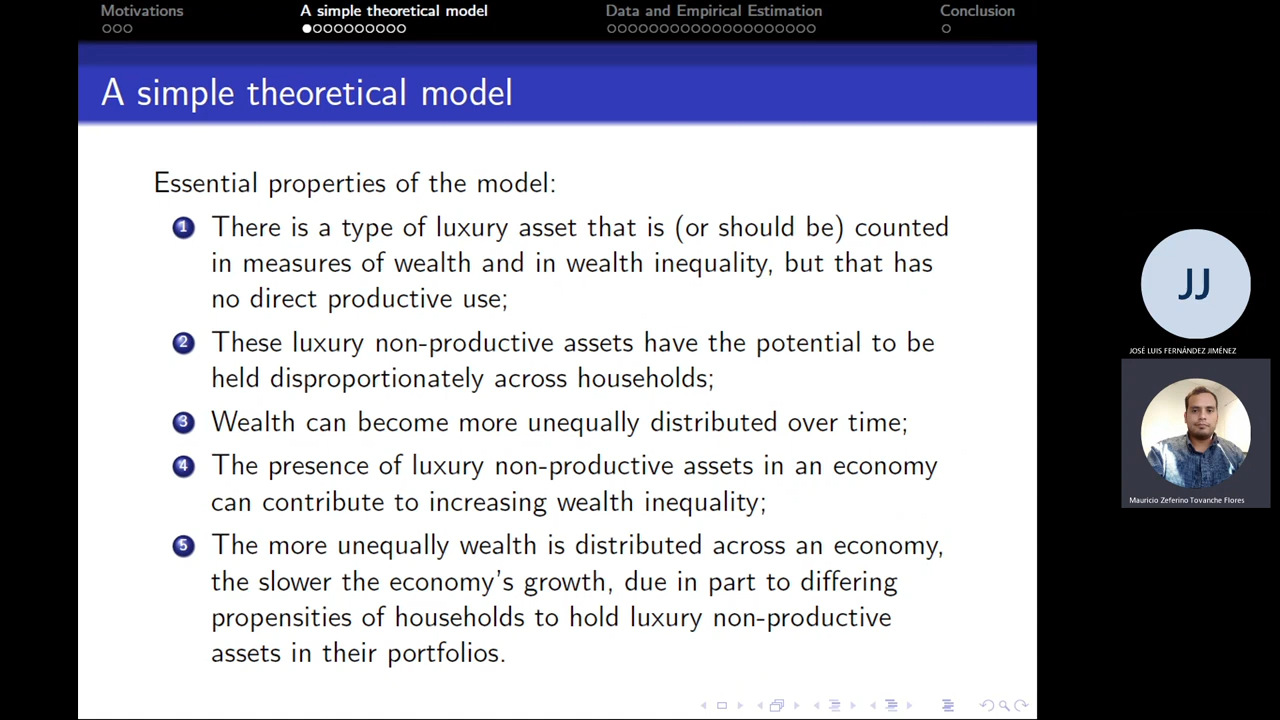 Motivations
A simple theoretical model
Data and Empirical Estimation
Conclusion
A simple theoretical model
Essential properties of the model:
1 There is a type of luxury asset that is (or should be) counted
in measures of wealth and in wealth inequality, but that has
no direct productive use;
2 These luxury non-productive assets have the potential to be
held disproportionately across households;
3 Wealth can become more unequally distributed over time;
4 The presence of luxury non-productive assets in an economy
can contribute to increasing wealth inequality;
5 The more unequally wealth is distributed across an economy,
the slower the economy's growth, due in part to differing
propensities of households to hold luxury non-productive
assets in their portfolios.
JJ
JOSÉ LUIS FERNÁNDEZ JIMÉNEZ
Mauricio Zeferino Tovanche Flores